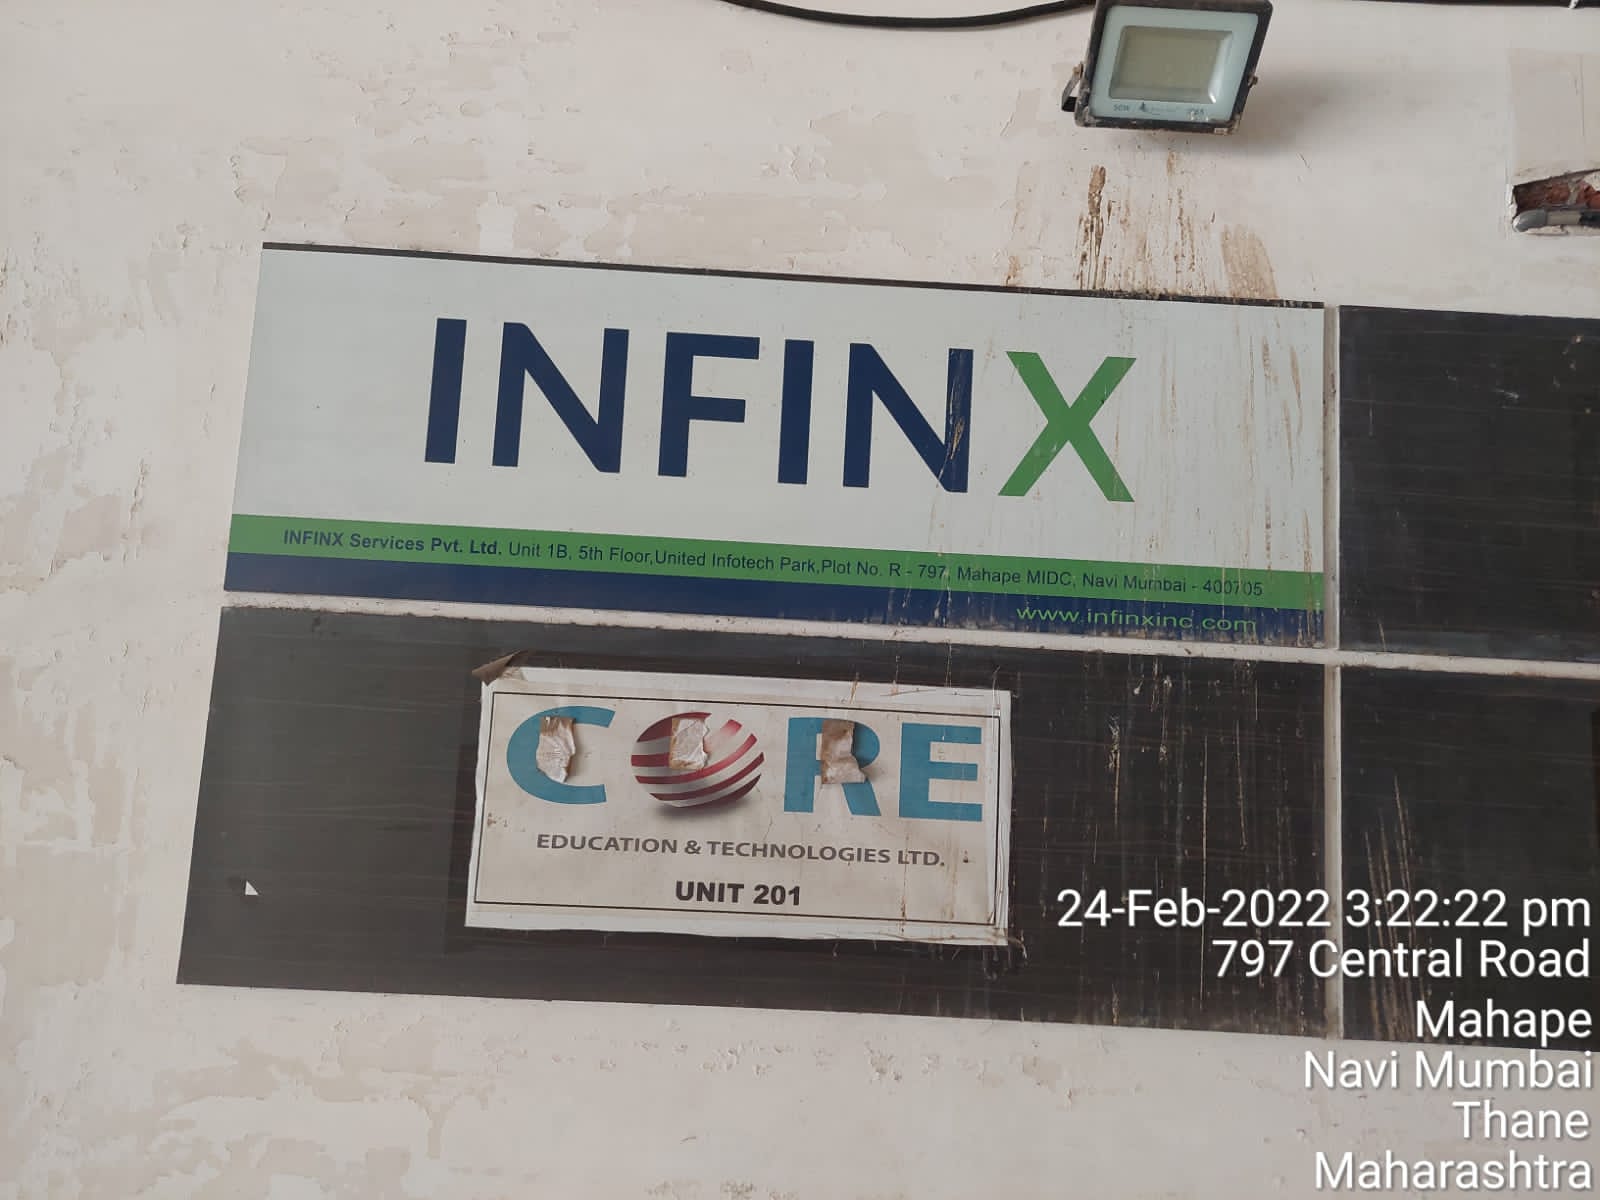 50W
IP65
INFINX
INFINX Services Pvt. Ltd. Unit 1B, 5th Floor,United Infotech Park,Plot No. R - 797, Mahape MIDC, Navi Mumbai - 400705
www.infinxinc.com
CORE
EDUCATION & TECHNOLOGIES LTD.
UNIT 201
24-Feb-2022 3:22:22 pm
797 Central Road
Mahape
Navi Mumbai
Thane
Maharashtra